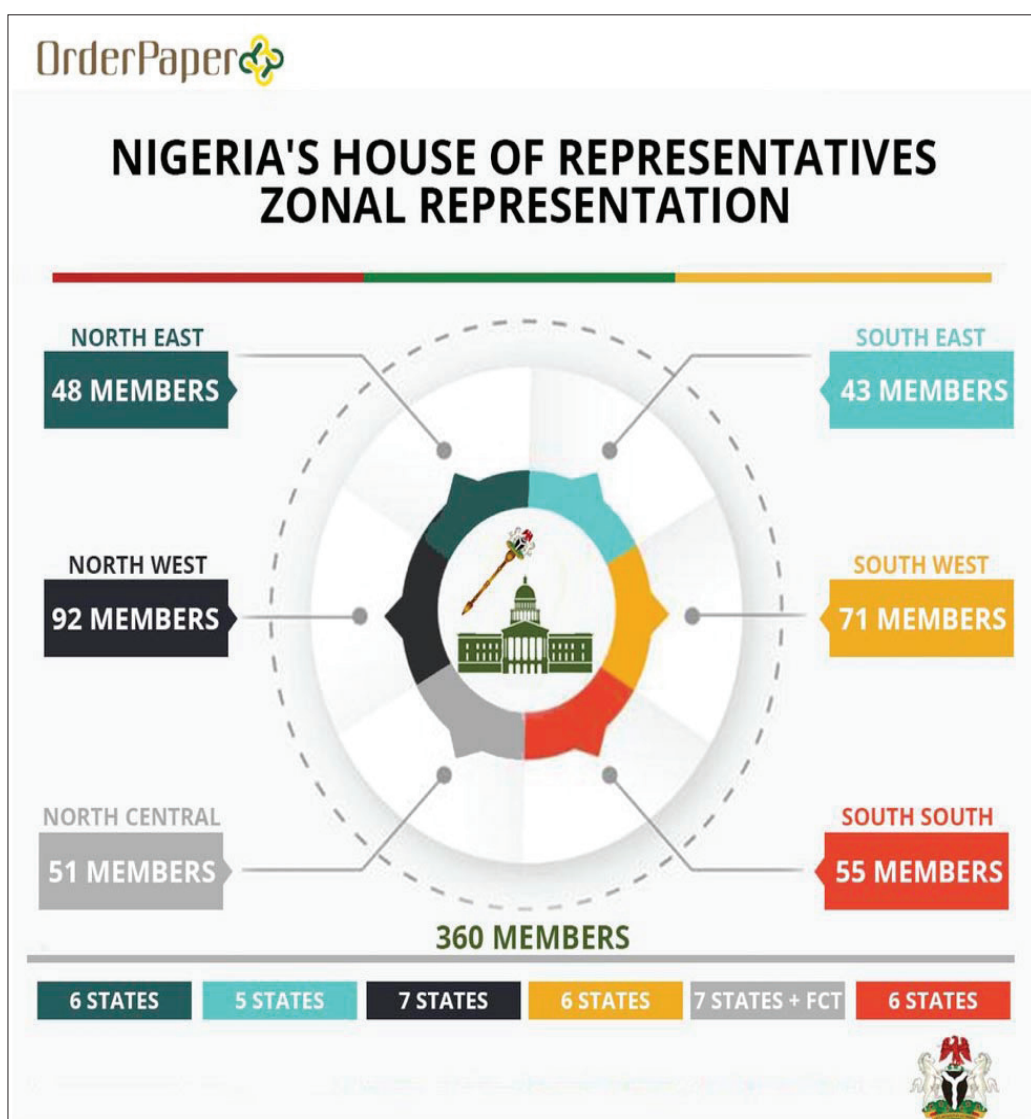 OrderPaper
NIGERIA'S HOUSE OF REPRESENTATIVES
ZONAL REPRESENTATION
NORTH EAST
48 MEMBERS
SOUTH EAST
43 MEMBERS
NORTH WEST
92 MEMBERS
SOUTH WEST
71 MEMBERS
NORTH CENTRAL
51 MEMBERS
SOUTH SOUTH
55 MEMBERS
360 MEMBERS
6 STATES
5 STATES
7 STATES
6 STATES
7 STATES + FCT
6 STATES